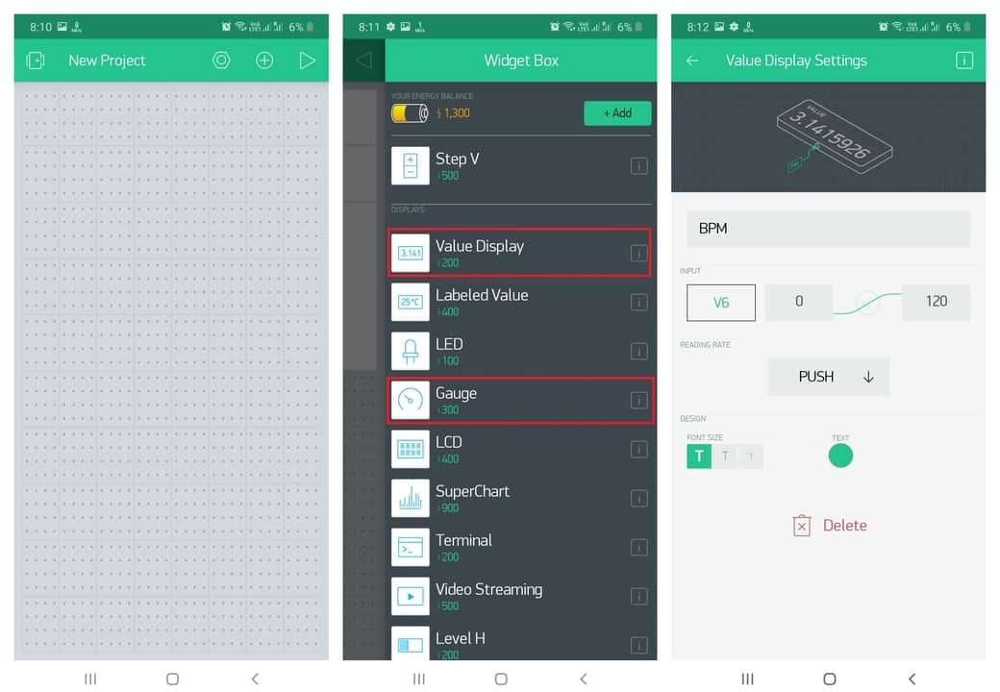 8:10
6%
New Project
8:11
6%
Widget Box
YOUR ENERGY BALANCE
1,300
+ Add
Step V
500
DISPLAYS
3.141
Value Display
200
25°C
Labeled Value
400
LED
100
Gauge
300
LCD
400
SuperChart
900
Terminal
200
Video Streaming
500
Level H
200
8:12
6%
Value Display Settings
VALUE
3.1415926
BPM
INPUT
V6
0
120
READING RATE
PUSH
DESIGN
FONT SIZE
TEXT
T T T
Delete